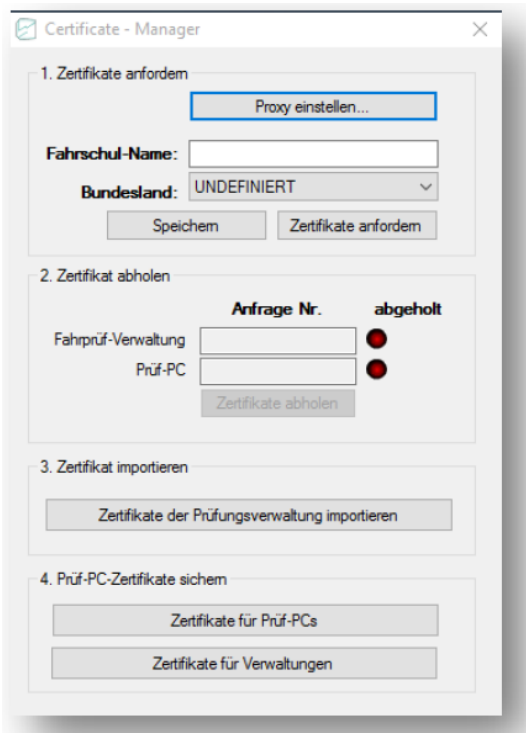 Certificate - Manager
1. Zertifikate anfordern
Proxy einstellen...
Fahrschul-Name:
Bundesland: UNDEFINIERT
Speichern Zertifikate anfordern
2. Zertifikat abholen
Anfrage Nr. abgeholt
Fahrprüf-Verwaltung
Prüf-PC
Zertifikate abholen
3. Zertifikat importieren
Zertifikate der Prüfungsverwaltung importieren
4. Prüf-PC-Zertifikate sichern
Zertifikate für Prüf-PCs
Zertifikate für Verwaltungen